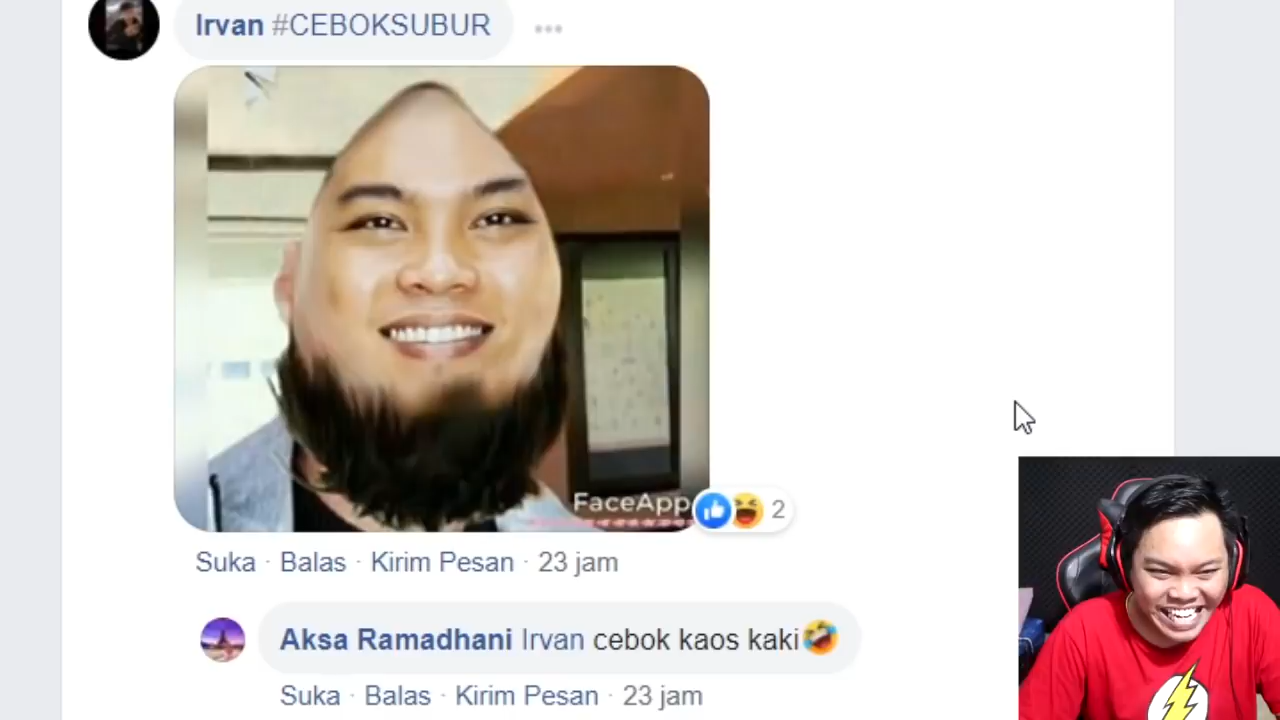 Irvan #CEBOKSUBUR
FaceApp
2
Suka · Balas · Kirim Pesan · 23 jam
Aksa Ramadhani Irvan cebok kaos kaki🤣
Suka · Balas · Kirim Pesan · 23 jam